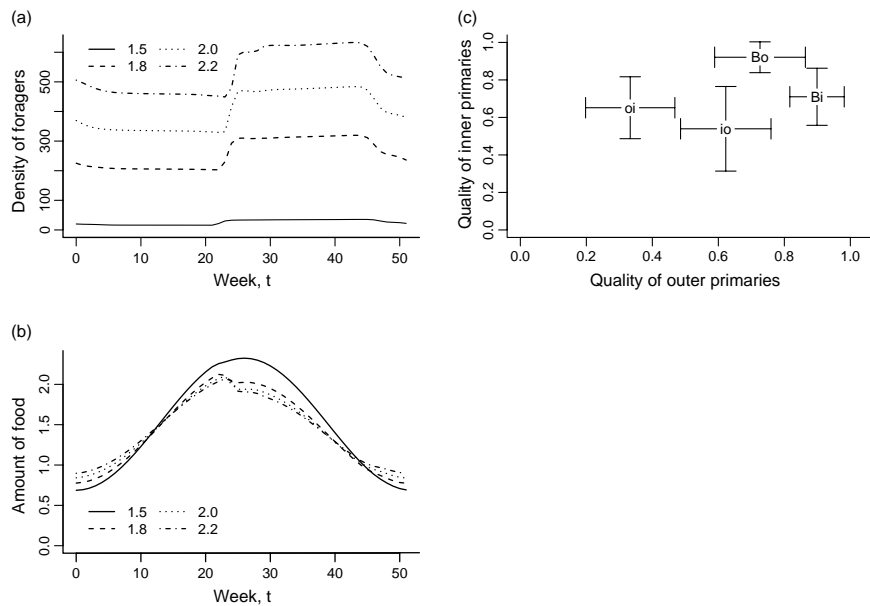 (a)
1.5 2.0
1.8 2.2
Density of foragers
0 100 300 500
0 10 20 30 40 50
Week, t
(b)
Amount of food
0.0 0.5 1.0 1.5 2.0
1.5 2.0
1.8 2.2
0 10 20 30 40 50
Week, t
(c)
Quality of inner primaries
0.0 0.2 0.4 0.6 0.8 1.0
Bo
Bi
oi
io
0.0 0.2 0.4 0.6 0.8 1.0
Quality of outer primaries